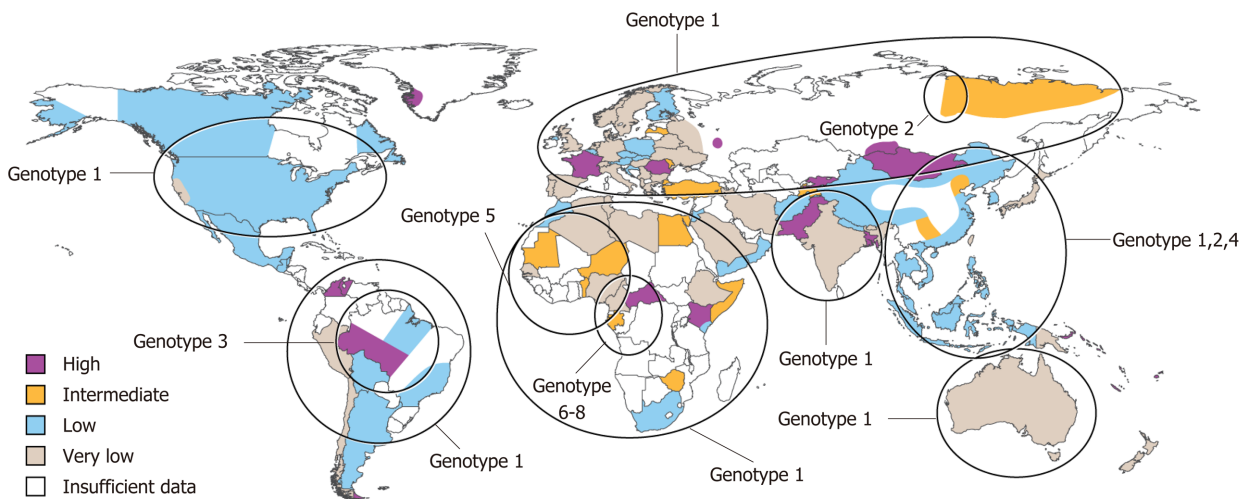 Genotype 1
Genotype 2
Genotype 1
Genotype 5
Genotype 1,2,4
Genotype 3
Genotype 1
Genotype
6-8
Genotype 1
Genotype 1
Genotype 1
High
Intermediate
Low
Very low
Insufficient data